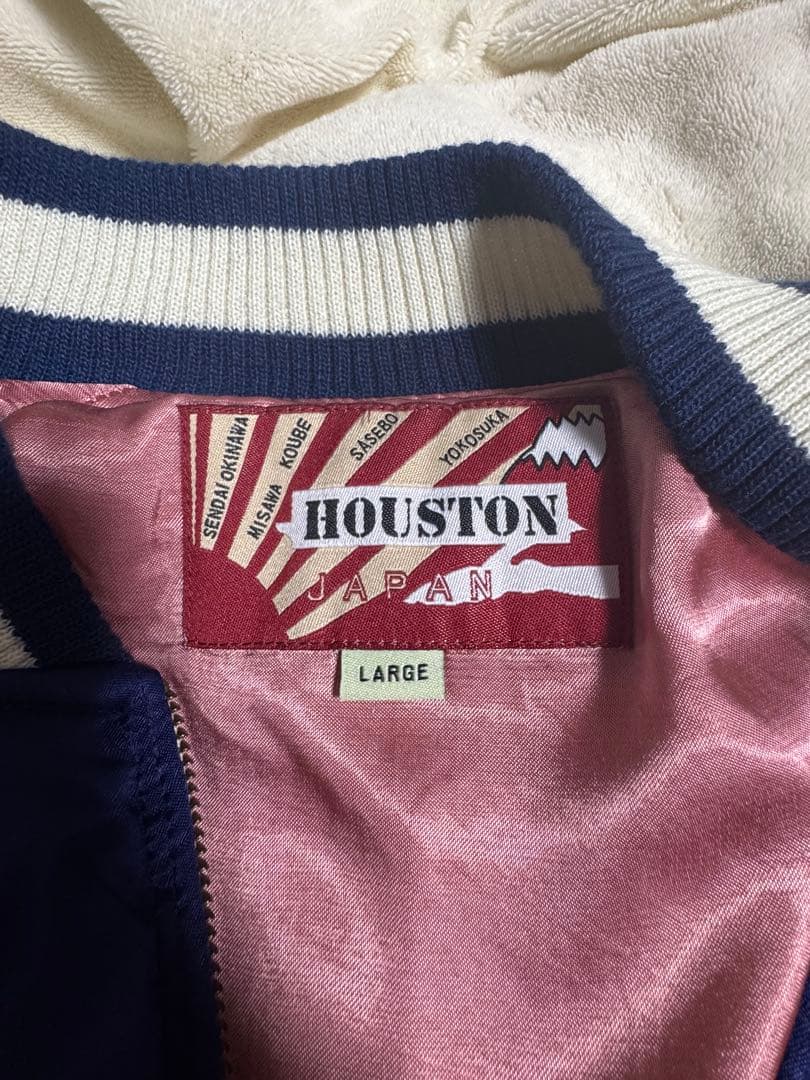 SENDAI OKINAWA
MISAWA KOUBE
SASEBO
YOKOSUKA
HOUSTON
JAPAN
LARGE